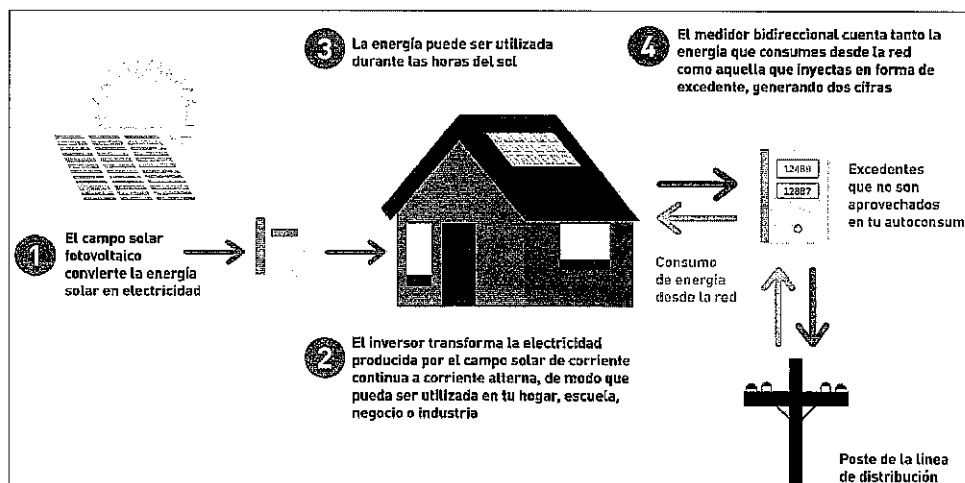 1
El campo solar
fotovoltaico
convierte la energía
solar en electricidad
2
El inversor transforma la electricidad
producida por el campo solar de corriente
continua a corriente alterna, de modo que
pueda ser utilizada en tu hogar, escuela,
negocio o industria
3
La energía puede ser utilizada
durante las horas del sol
4
El medidor bidireccional cuenta tanto la
energía que consumes desde la red
como aquella que inyectas en forma de
excedente, generando dos cifras
12488
12887
Excedentes
que no son
aprovechados
en tu autoconsum
Consumo
de energía
desde la red
Poste de la línea
de distribución